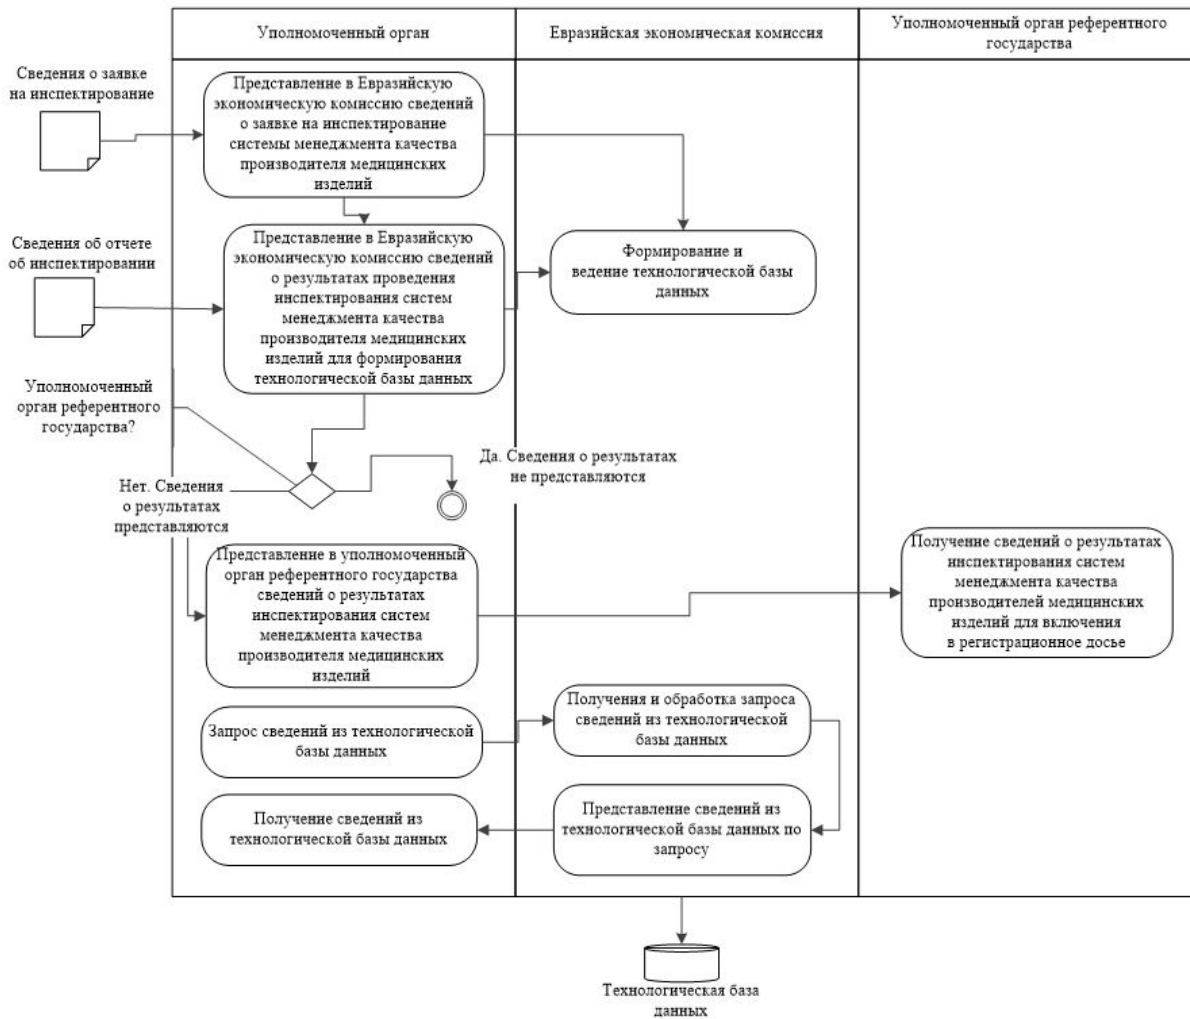 Уполномоченный орган
Евразийская экономическая комиссия
Уполномоченный орган референтного
государства
Сведения о заявке
на инспектирование
Представление в Евразийскую
экономическую комиссию сведений
о заявке на инспектирование
системы менеджмента качества
производителя медицинских
изделий
Сведения об отчете
об инспектировании
Представление в Евразийскую
экономическую комиссию сведений
о результатах проведения
инспектирования систем
менеджмента качества
производителя медицинских
изделий для формирования
технологической базы данных
Формирование и
ведение технологической базы
данных
Уполномоченный
орган референтного
государства?
Да. Сведения о результатах
не представляются
Нет. Сведения
о результатах
представляются
Представление в уполномоченный
орган референтного государства
сведений о результатах
инспектирования систем
менеджмента качества
производителя медицинских
изделий
Получение сведений о результатах
инспектирования систем
менеджмента качества
производителей медицинских
изделий для включения
в регистрационное досье
Запрос сведений из технологической
базы данных
Получения и обработка запроса
сведений из технологической
базы данных
Получение сведений из
технологической базы данных
Представление сведений из
технологической базы данных по
запросу
Технологическая база
данных